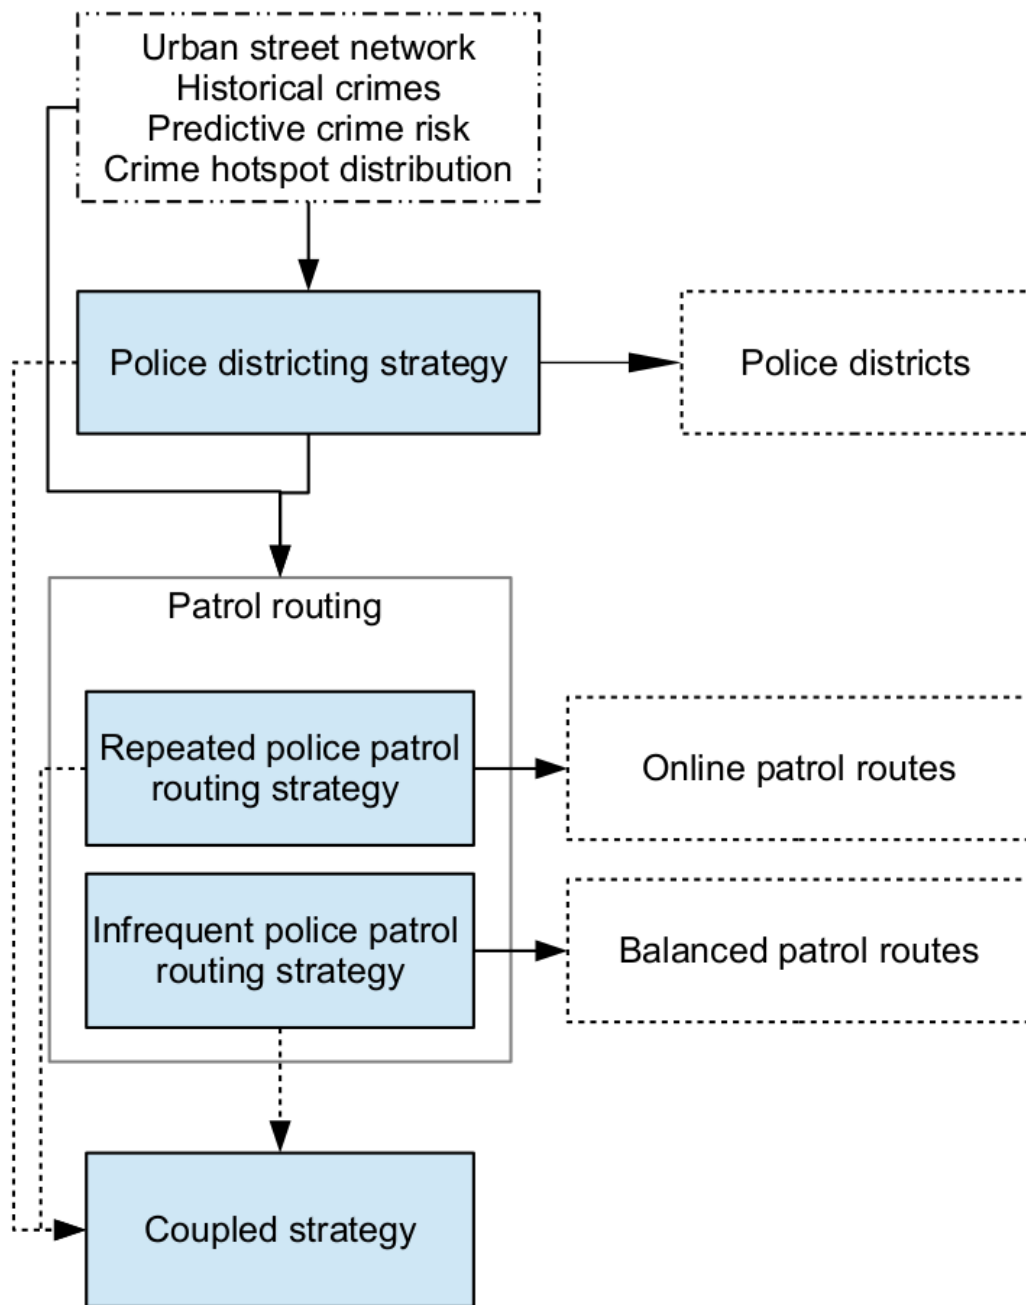 Urban street network
Historical crimes
Predictive crime risk
Crime hotspot distribution
Police districting strategy
Police districts
Patrol routing
Repeated police patrol
routing strategy
Online patrol routes
Infrequent police patrol
routing strategy
Balanced patrol routes
Coupled strategy